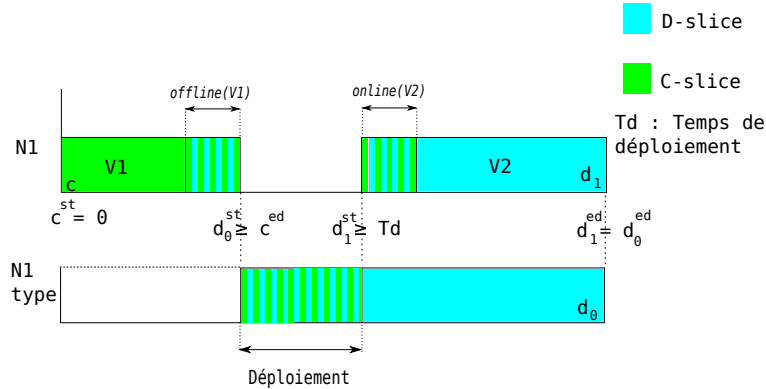 D-slice
C-slice
Td : Temps de
déploiement
offline(V1)
online(V2)
N1
V1
V2
c
d1
c^st = 0
d0^st ≥ c^ed
d1^st ≥ Td
d1^ed = d0^ed
N1
type
d0
Déploiement